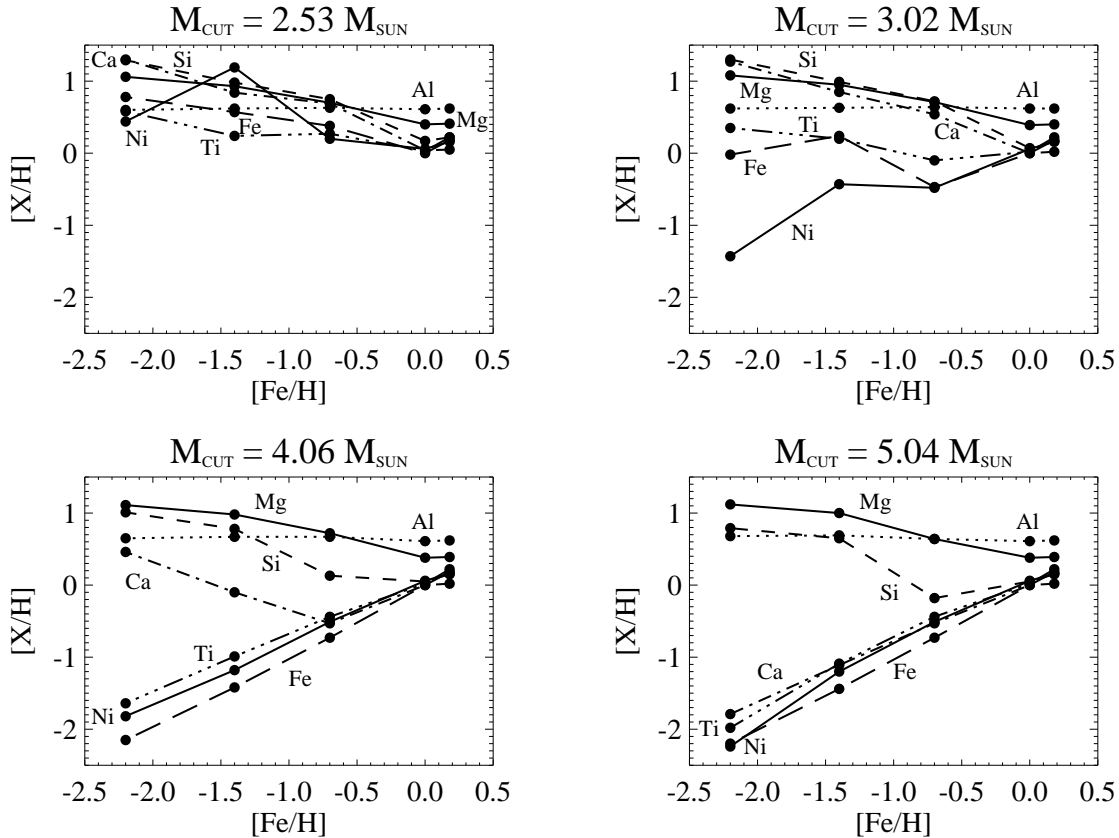 M_CUT = 2.53 M_SUN
[X/H]
1
0
-1
-2
Ca
Si
Al
Mg
Ni
Fe
Ti
-2.5 -2.0 -1.5 -1.0 -0.5 0.0 0.5
[Fe/H]
M_CUT = 3.02 M_SUN
[X/H]
1
0
-1
-2
Si
Mg
Al
Ti
Ca
Fe
Ni
-2.5 -2.0 -1.5 -1.0 -0.5 0.0 0.5
[Fe/H]
M_CUT = 4.06 M_SUN
[X/H]
1
0
-1
-2
Mg
Al
Si
Ca
Ti
Fe
Ni
-2.5 -2.0 -1.5 -1.0 -0.5 0.0 0.5
[Fe/H]
M_CUT = 5.04 M_SUN
[X/H]
1
0
-1
-2
Mg
Al
Si
Ca
Fe
Ti
Ni
-2.5 -2.0 -1.5 -1.0 -0.5 0.0 0.5
[Fe/H]